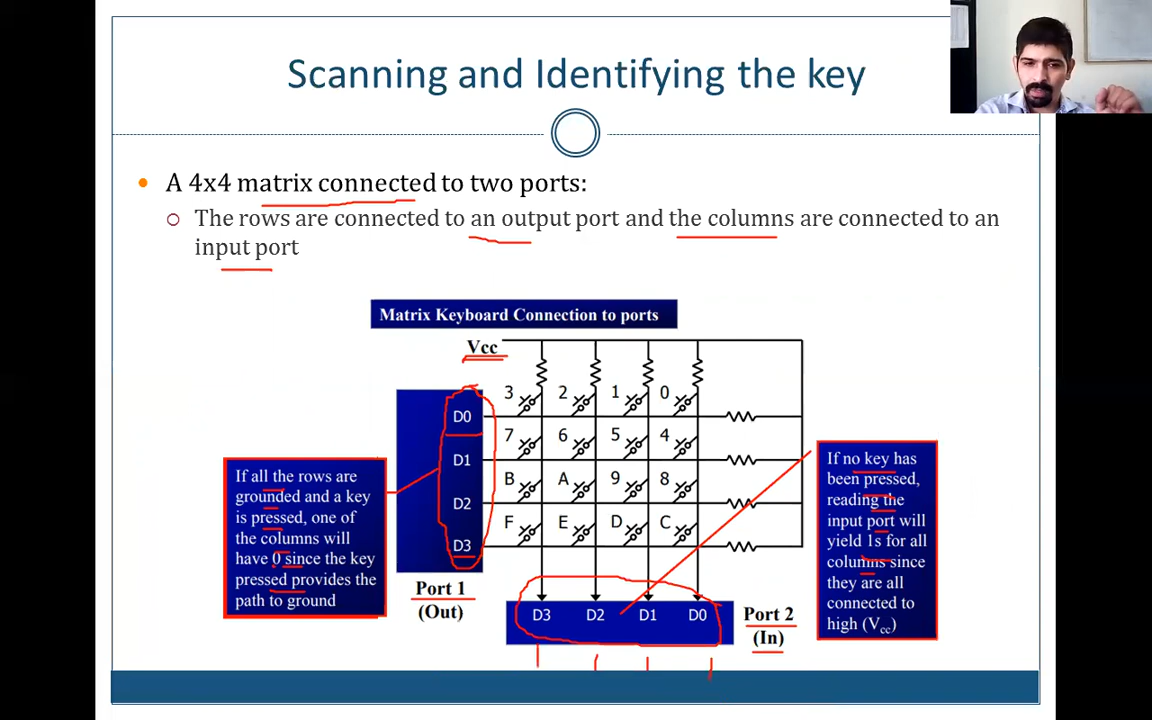 Scanning and Identifying the key
A 4x4 matrix connected to two ports:
The rows are connected to an output port and the columns are connected to an
input port
Matrix Keyboard Connection to ports
Vcc
3 2 1 0
D0
7 6 5 4
D1
B A 9 8
D2
F E D C
D3
Port 1
(Out)
D3 D2 D1 D0
Port 2
(In)
If all the rows are
grounded and a key
is pressed, one of
the columns will
have 0 since the key
pressed provides the
path to ground
If no key has
been pressed,
reading the
input port will
yield 1s for all
columns since
they are all
connected to
high (Vcc)